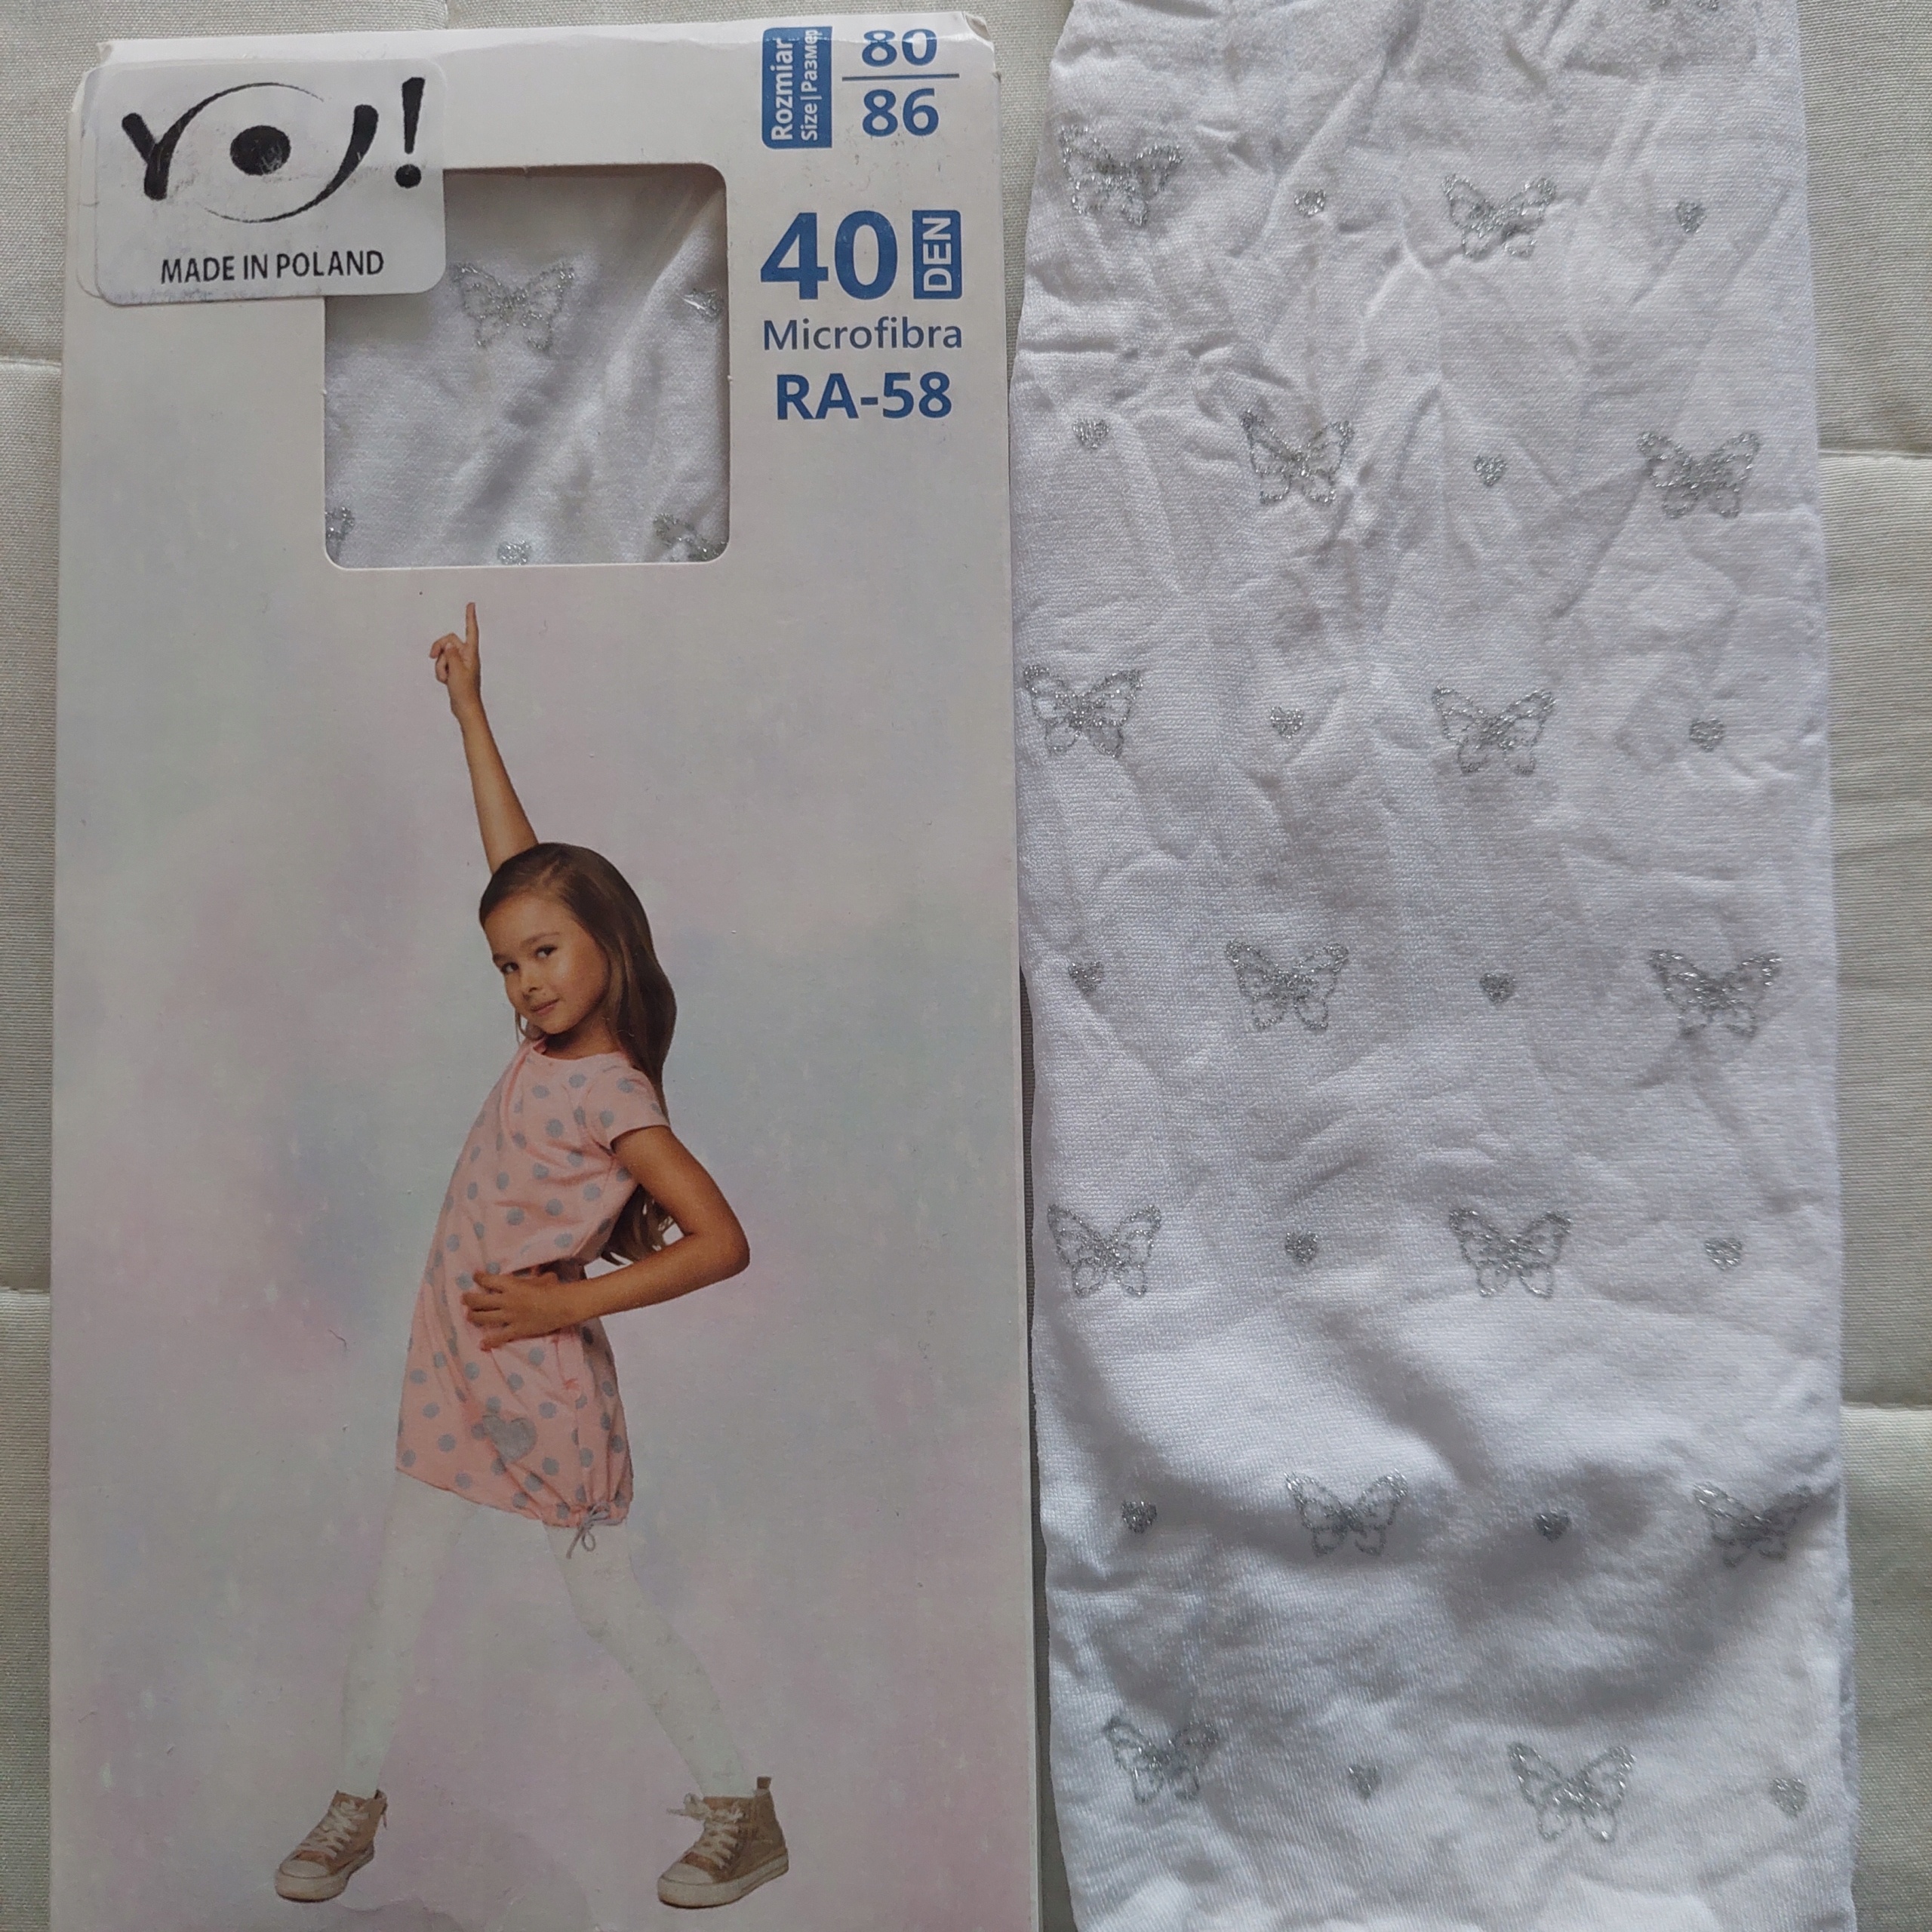 YO!
MADE IN POLAND
Rozmiar
Size|Размер
80
86
40 DEN
Microfibra
RA-58